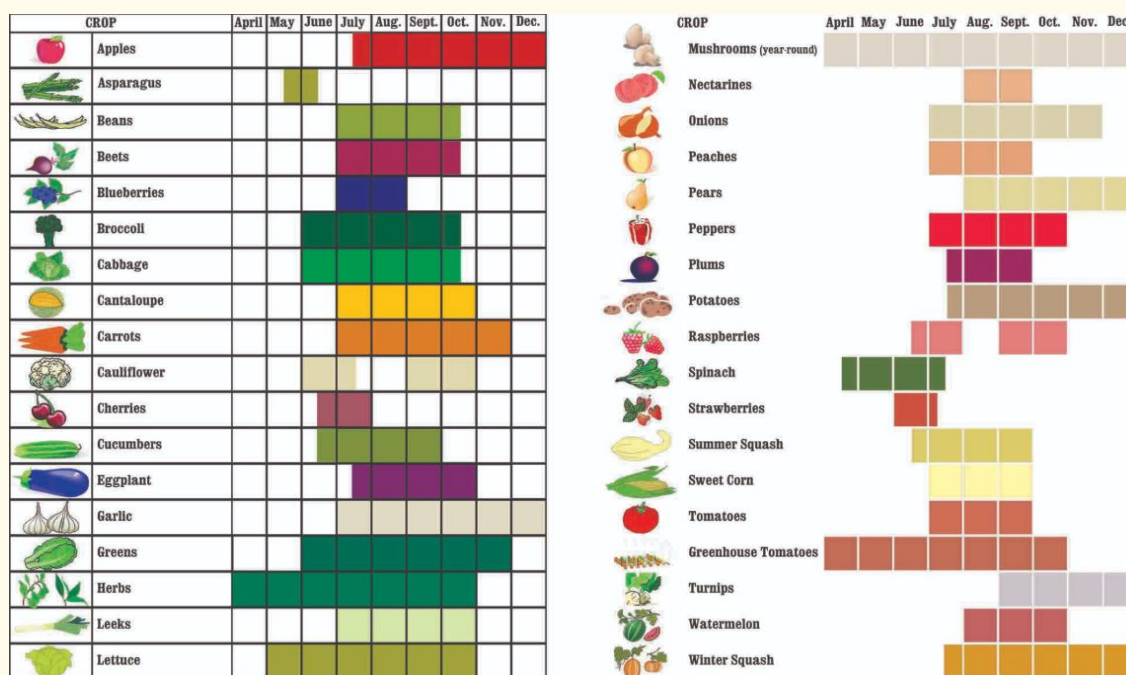 CROP April May June July Aug. Sept. Oct. Nov. Dec.
Apples
Asparagus
Beans
Beets
Blueberries
Broccoli
Cabbage
Cantaloupe
Carrots
Cauliflower
Cherries
Cucumbers
Eggplant
Garlic
Greens
Herbs
Leeks
Lettuce
CROP April May June July Aug. Sept. Oct. Nov. Dec
Mushrooms (year-round)
Nectarines
Onions
Peaches
Pears
Peppers
Plums
Potatoes
Raspberries
Spinach
Strawberries
Summer Squash
Sweet Corn
Tomatoes
Greenhouse Tomatoes
Turnips
Watermelon
Winter Squash